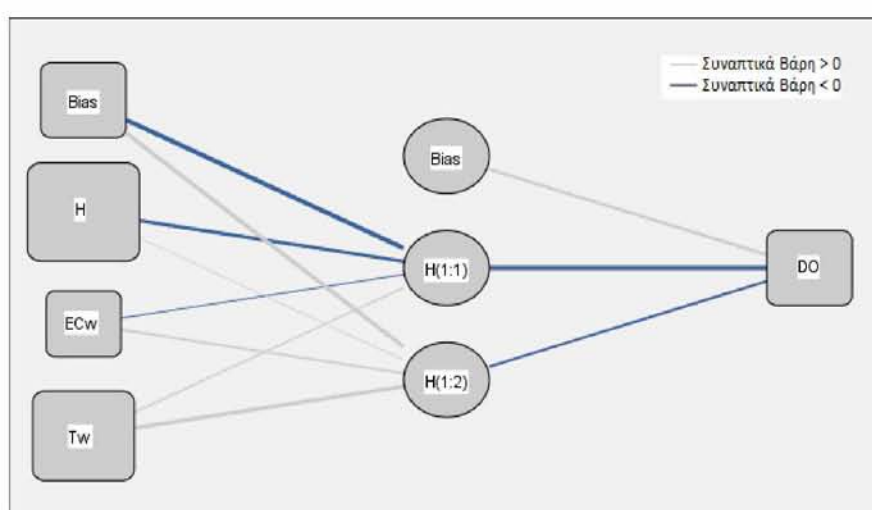 Συναπτικά Βάρη > 0
Συναπτικά Βάρη < 0
Bias
H
ECw
Tw
Bias
H(1:1)
H(1:2)
DO